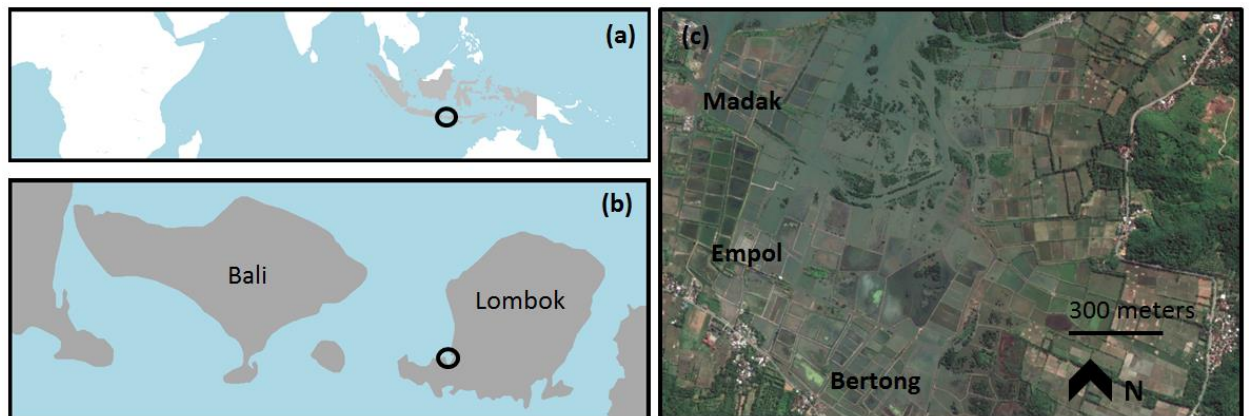 (a)
(b)
Bali
Lombok
(c)
Madak
Empol
300 meters
Bertong
N